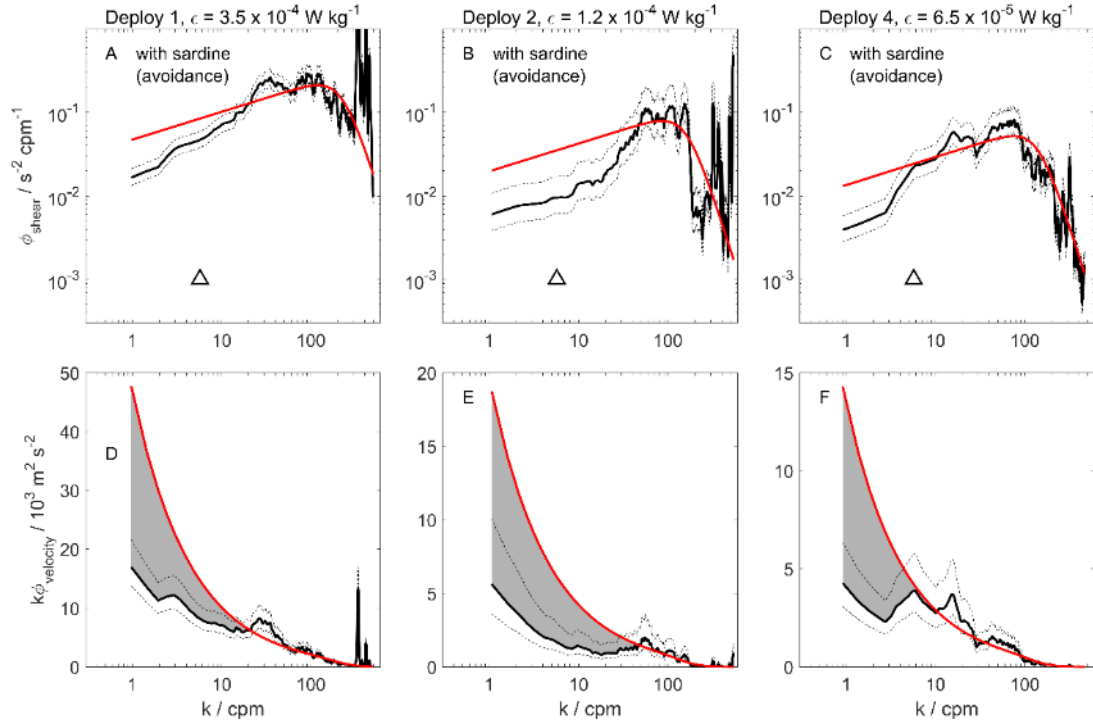 Deploy 1, ϵ = 3.5 x 10⁻⁴ W kg⁻¹
Deploy 2, ϵ = 1.2 x 10⁻⁴ W kg⁻¹
Deploy 4, ϵ = 6.5 x 10⁻⁵ W kg⁻¹
A with sardine
(avoidance)
B with sardine
(avoidance)
C with sardine
(avoidance)
ϕshear / s⁻² cpm⁻¹
10⁻¹
10⁻²
10⁻³
1 10 100
10⁻¹
10⁻²
10⁻³
1 10 100
10⁻¹
10⁻²
10⁻³
1 10 100
D
E
F
kϕvelocity / 10³ m² s⁻²
50
40
30
20
10
0
1 10 100
k / cpm
20
15
10
5
0
1 10 100
k / cpm
15
10
5
0
1 10 100
k / cpm